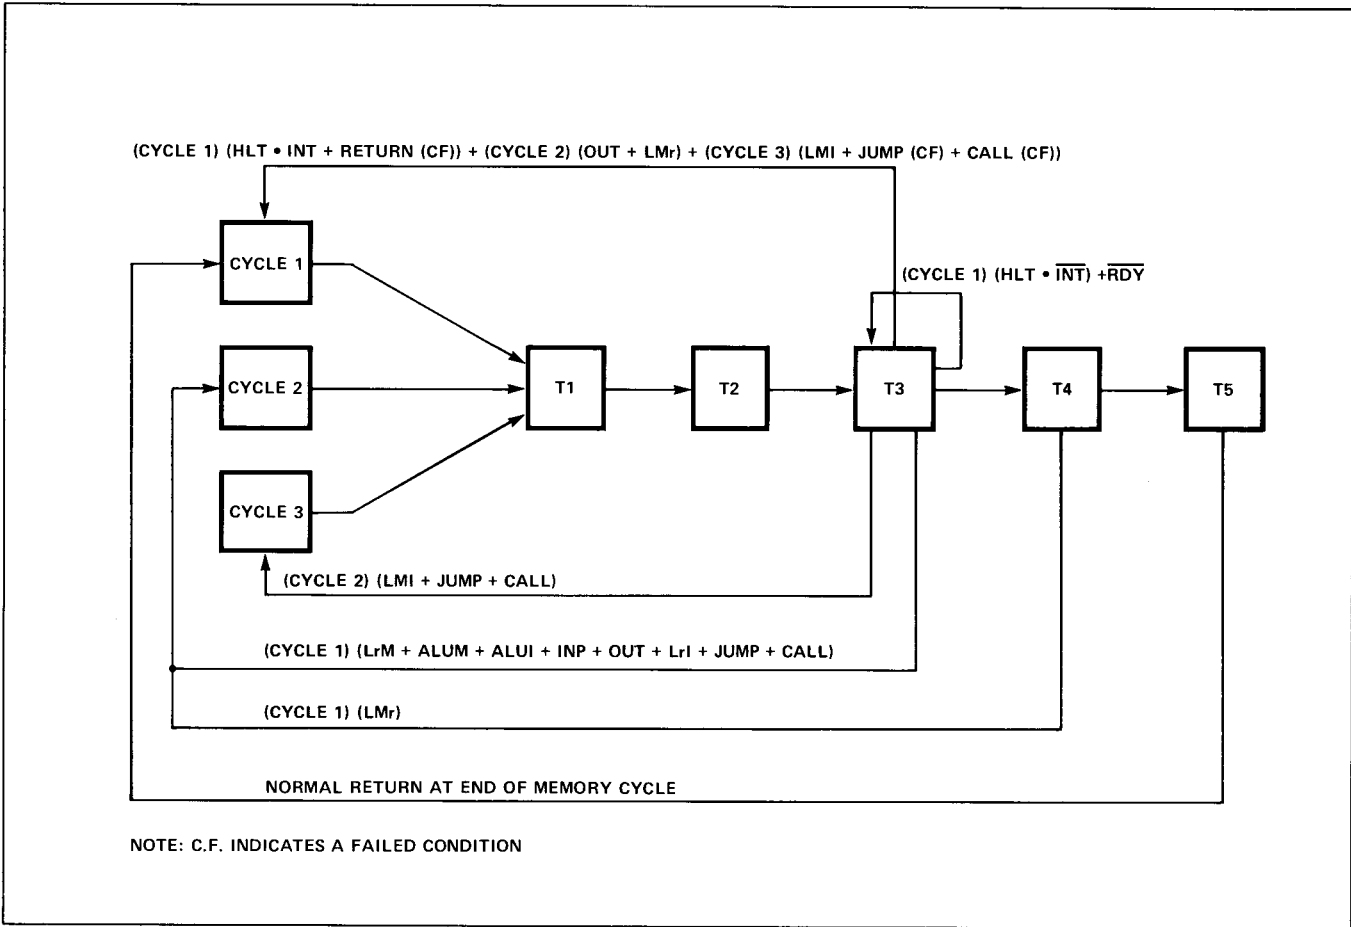 (CYCLE 1) (HLT • INT + RETURN (CF)) + (CYCLE 2) (OUT + LMr) + (CYCLE 3) (LMI + JUMP (CF) + CALL (CF))
CYCLE 1
(CYCLE 1) (HLT • I̅N̅T̅) +R̅D̅Y̅
CYCLE 2
T1
T2
T3
T4
T5
CYCLE 3
(CYCLE 2) (LMI + JUMP + CALL)
(CYCLE 1) (LrM + ALUM + ALUI + INP + OUT + LrI + JUMP + CALL)
(CYCLE 1) (LMr)
NORMAL RETURN AT END OF MEMORY CYCLE
NOTE: C.F. INDICATES A FAILED CONDITION